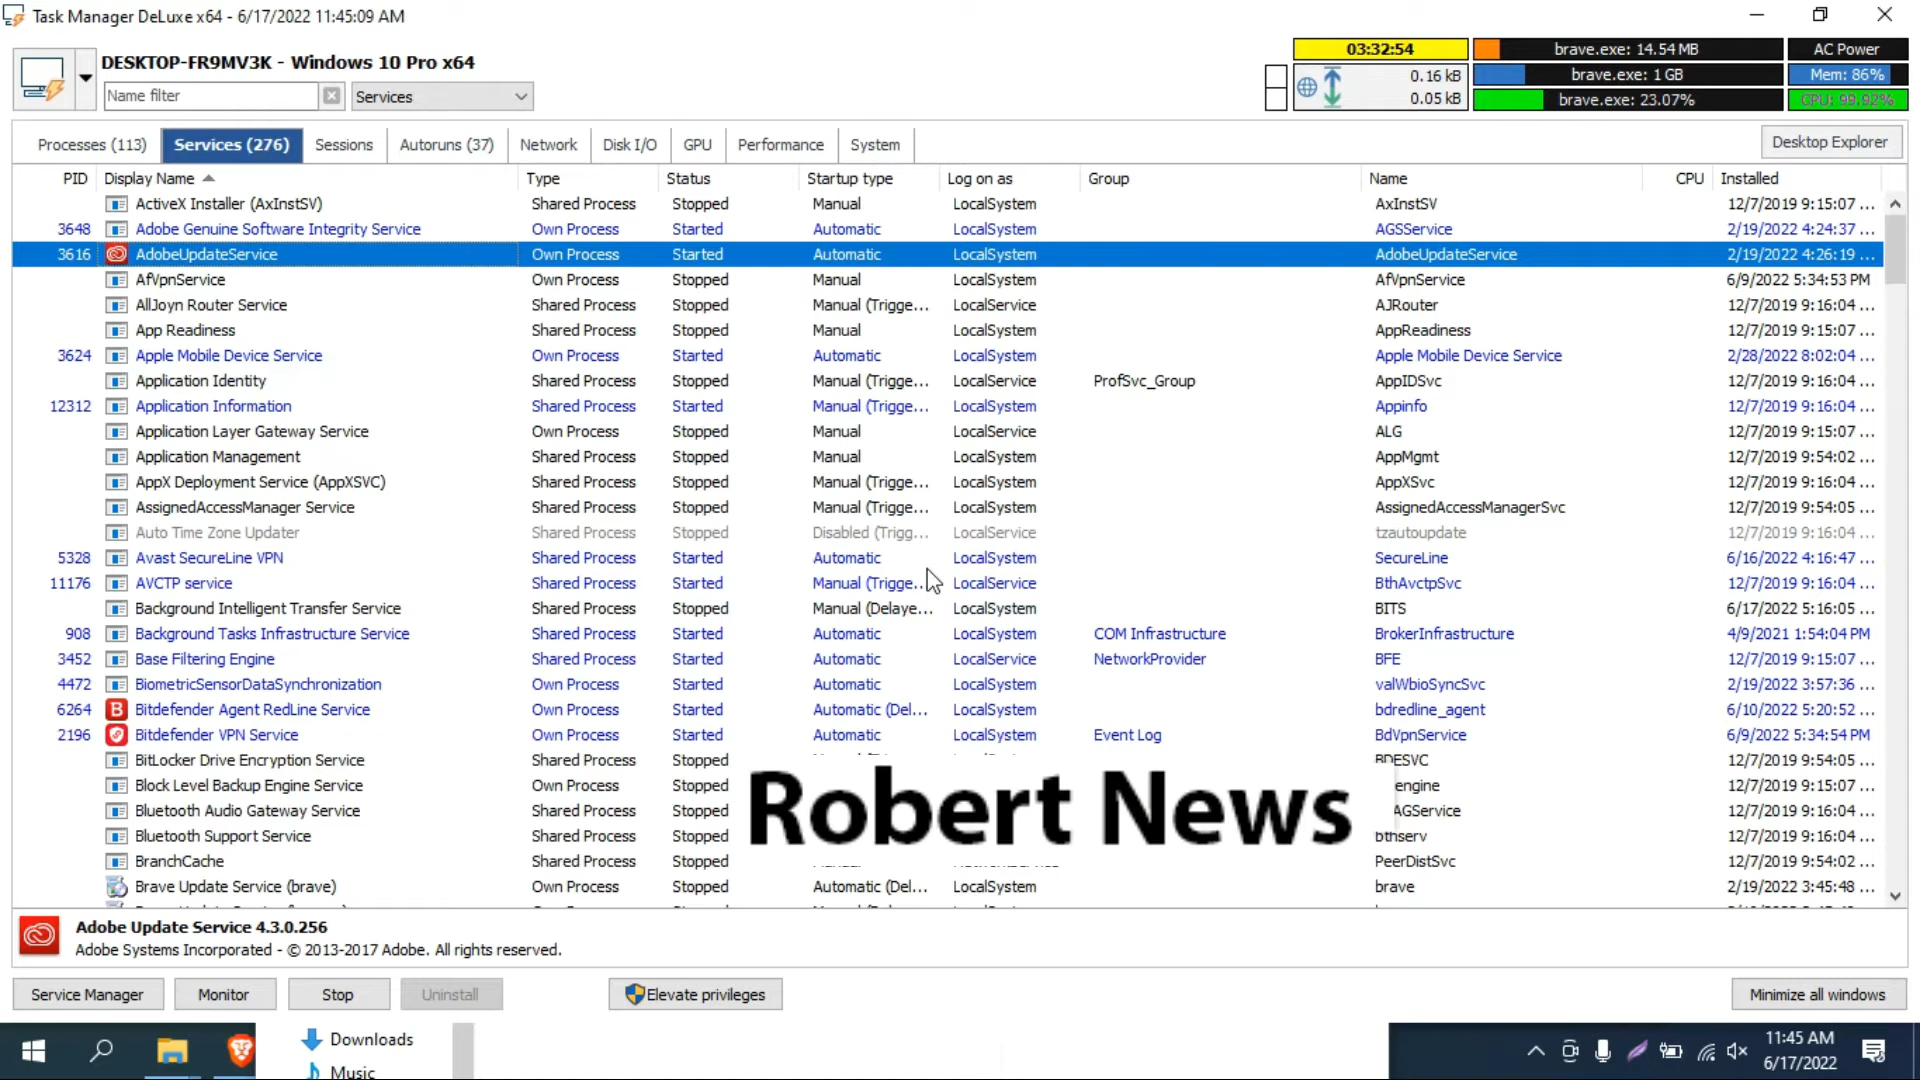 Task Manager DeLuxe x64 - 6/17/2022 11:45:09 AM
DESKTOP-FR9MV3K - Windows 10 Pro x64
Name filter
Services
03:32:54
0.16 kB
0.05 kB
brave.exe: 14.54 MB
brave.exe: 1 GB
brave.exe: 23.07%
AC Power
Mem: 86%
CPU: 99.92%
Processes (113) Services (276) Sessions Autoruns (37) Network Disk I/O GPU Performance System Desktop Explorer
PID Display Name Type Status Startup type Log on as Group Name CPU Installed
ActiveX Installer (AxInstSV) Shared Process Stopped Manual LocalSystem AxInstSV 12/7/2019 9:15:07 ...
3648 Adobe Genuine Software Integrity Service Own Process Started Automatic LocalSystem AGSService 2/19/2022 4:24:37 ...
3616 AdobeUpdateService Own Process Started Automatic LocalSystem AdobeUpdateService 2/19/2022 4:26:19 ...
AfVpnService Own Process Stopped Manual LocalSystem AfVpnService 6/9/2022 5:34:53 PM
AllJoyn Router Service Shared Process Stopped Manual (Trigge... LocalService AJRouter 12/7/2019 9:16:04 ...
App Readiness Shared Process Stopped Manual LocalSystem AppReadiness 12/7/2019 9:15:07 ...
3624 Apple Mobile Device Service Own Process Started Automatic LocalSystem Apple Mobile Device Service 2/28/2022 8:02:04 ...
Application Identity Shared Process Stopped Manual (Trigge... LocalService ProfSvc_Group AppIDSvc 12/7/2019 9:16:04 ...
12312 Application Information Shared Process Started Manual (Trigge... LocalSystem Appinfo 12/7/2019 9:16:04 ...
Application Layer Gateway Service Own Process Stopped Manual LocalService ALG 12/7/2019 9:15:07 ...
Application Management Shared Process Stopped Manual LocalSystem AppMgmt 12/7/2019 9:54:02 ...
AppX Deployment Service (AppXSVC) Shared Process Stopped Manual (Trigge... LocalSystem AppXSvc 12/7/2019 9:16:04 ...
AssignedAccessManager Service Shared Process Stopped Manual (Trigge... LocalSystem AssignedAccessManagerSvc 12/7/2019 9:54:05 ...
Auto Time Zone Updater Shared Process Stopped Disabled (Trigg... LocalService tzautoupdate 12/7/2019 9:16:04 ...
5328 Avast SecureLine VPN Shared Process Started Automatic LocalSystem SecureLine 6/16/2022 4:16:47 ...
11176 AVCTP service Shared Process Started Manual (Trigge... LocalService BthAvctpSvc 12/7/2019 9:16:04 ...
Background Intelligent Transfer Service Shared Process Stopped Manual (Delaye... LocalSystem BITS 6/17/2022 5:16:05 ...
908 Background Tasks Infrastructure Service Shared Process Started Automatic LocalSystem COM Infrastructure BrokerInfrastructure 4/9/2021 1:54:04 PM
3452 Base Filtering Engine Shared Process Started Automatic LocalService NetworkProvider BFE 12/7/2019 9:15:07 ...
4472 BiometricSensorDataSynchronization Own Process Started Automatic LocalSystem valWbioSyncSvc 2/19/2022 3:57:36 ...
6264 Bitdefender Agent RedLine Service Own Process Started Automatic (Del... LocalSystem bdredline_agent 6/10/2022 5:20:52 ...
2196 Bitdefender VPN Service Own Process Started Automatic LocalSystem Event Log BdVpnService 6/9/2022 5:34:54 PM
BitLocker Drive Encryption Service Shared Process Stopped BDESVC 12/7/2019 9:54:05 ...
Block Level Backup Engine Service Own Process Stopped engine 12/7/2019 9:15:07 ...
Bluetooth Audio Gateway Service Shared Process Stopped AGService 12/7/2019 9:16:04 ...
Bluetooth Support Service Shared Process Stopped bthserv 12/7/2019 9:16:04 ...
BranchCache Shared Process Stopped PeerDistSvc 12/7/2019 9:54:02 ...
Brave Update Service (brave) Own Process Stopped Automatic (Del... LocalSystem brave 2/19/2022 3:45:48 ...
Robert News
Adobe Update Service 4.3.0.256
Adobe Systems Incorporated - © 2013-2017 Adobe. All rights reserved.
Service Manager Monitor Stop Uninstall Elevate privileges Minimize all windows
Downloads
Music
11:45 AM
6/17/2022